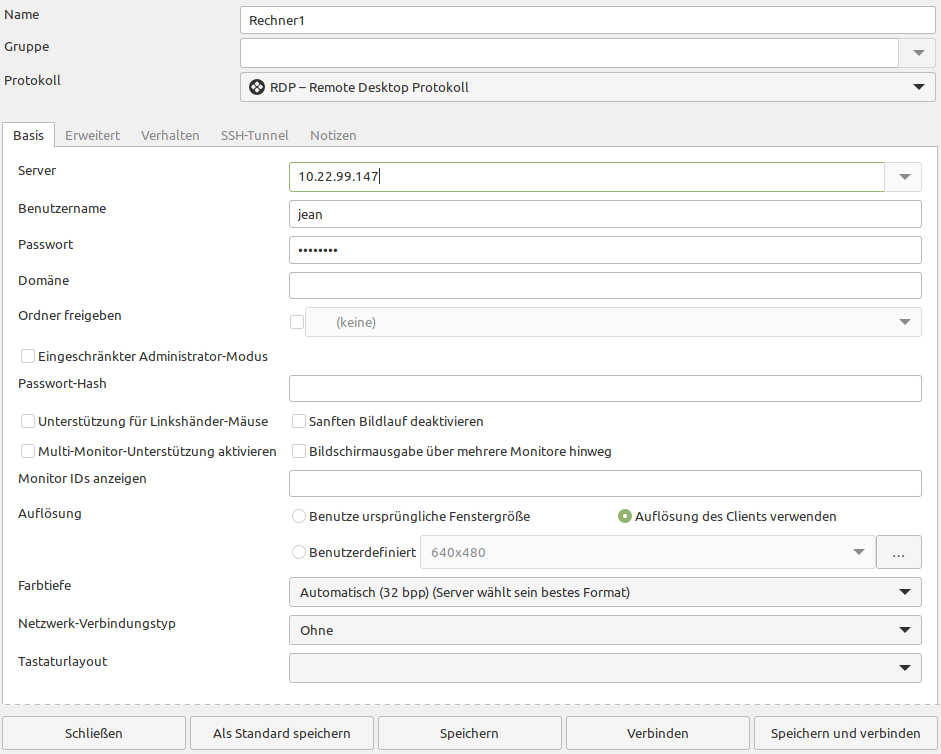 Name
Rechner1
Gruppe
Protokoll
RDP – Remote Desktop Protokoll
Basis Erweitert Verhalten SSH-Tunnel Notizen
Server
10.22.99.147
Benutzername
jean
Passwort
••••••••
Domäne
Ordner freigeben
(keine)
Eingeschränkter Administrator-Modus
Passwort-Hash
Unterstützung für Linkshänder-Mäuse Sanften Bildlauf deaktivieren
Multi-Monitor-Unterstützung aktivieren Bildschirmausgabe über mehrere Monitore hinweg
Monitor IDs anzeigen
Auflösung
Benutze ursprüngliche Fenstergröße Auflösung des Clients verwenden
Benutzerdefiniert 640x480 ...
Farbtiefe
Automatisch (32 bpp) (Server wählt sein bestes Format)
Netzwerk-Verbindungstyp
Ohne
Tastaturlayout
Schließen Als Standard speichern Speichern Verbinden Speichern und verbinden